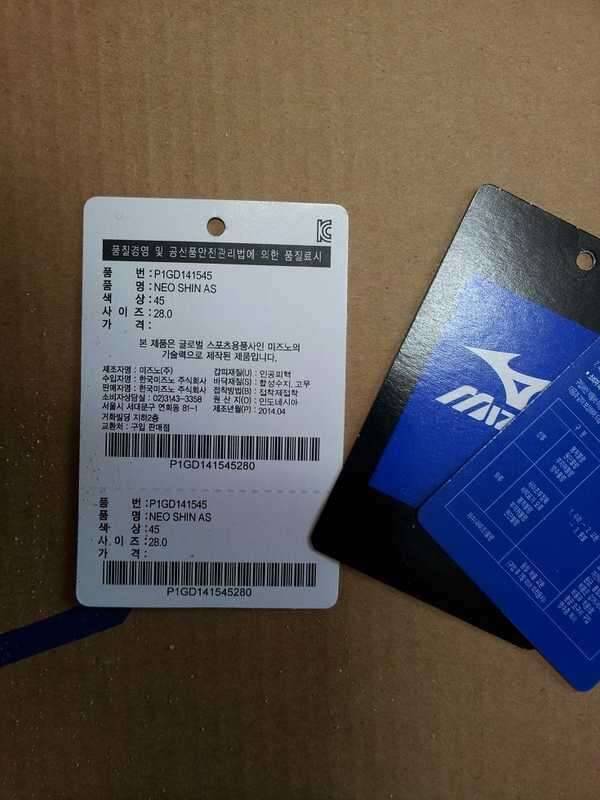 품질경영 및 공산품안전관리법에 의한 품질표시
품 번 : P1GD141545
품 명 : NEO SHIN AS
색 상 : 45
사 이 즈 : 28.0
가 격 :
본 제품은 글로벌 스포츠용품사인 미즈노의
기술력으로 제작된 제품입니다.
제조자명 : 미즈노(주) 갑피재질(U) : 인공피혁
수입자명 : 한국미즈노 주식회사 바닥재질(S) : 합성수지, 고무
판매자명 : 한국미즈노 주식회사 접착방법(B) : 접착제접착
소비자상담실 : 02)3143-3358 원 산 지(O) : 인도네시아
서울시 서대문구 연희동 81-1 제조년월(P) : 2014.04
거화빌딩 지하2층
교환처 : 구입 판매점
P1GD141545280
품 번 : P1GD141545
품 명 : NEO SHIN AS
색 상 : 45
사 이 즈 : 28.0
가 격 :
P1GD141545280